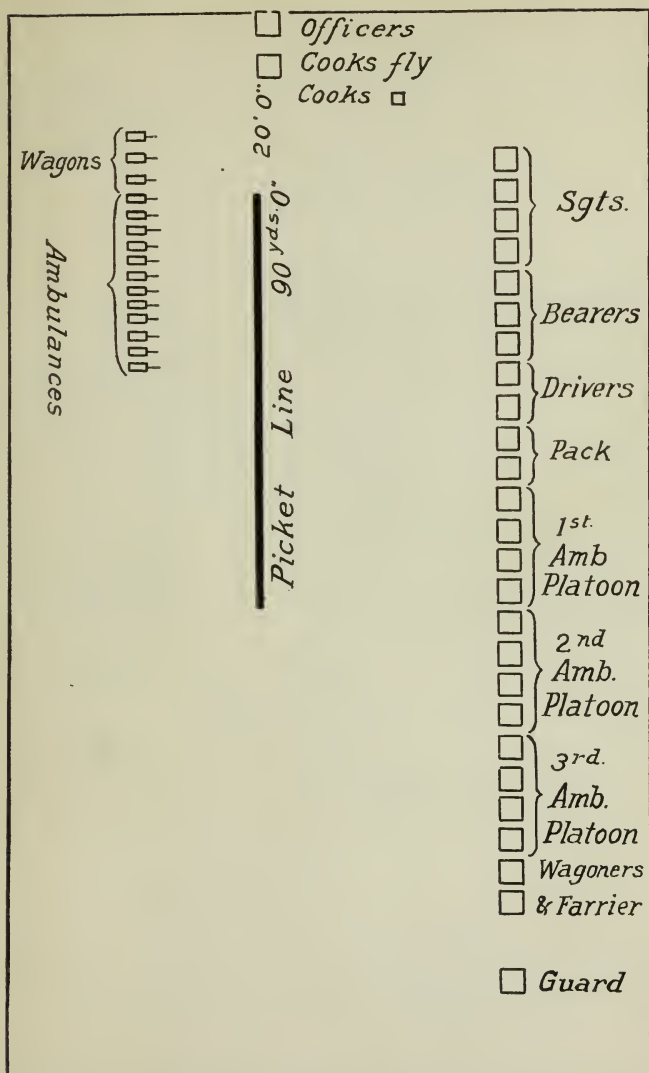 Officers
Cooks fly
Cooks
20' 0"
Wagons
Ambulances
90 yds. 0"
Picket Line
Sgts.
Bearers
Drivers
Pack
1st.
Amb
Platoon
2nd
Amb.
Platoon
3rd.
Amb.
Platoon
Wagoners
& Farrier
Guard